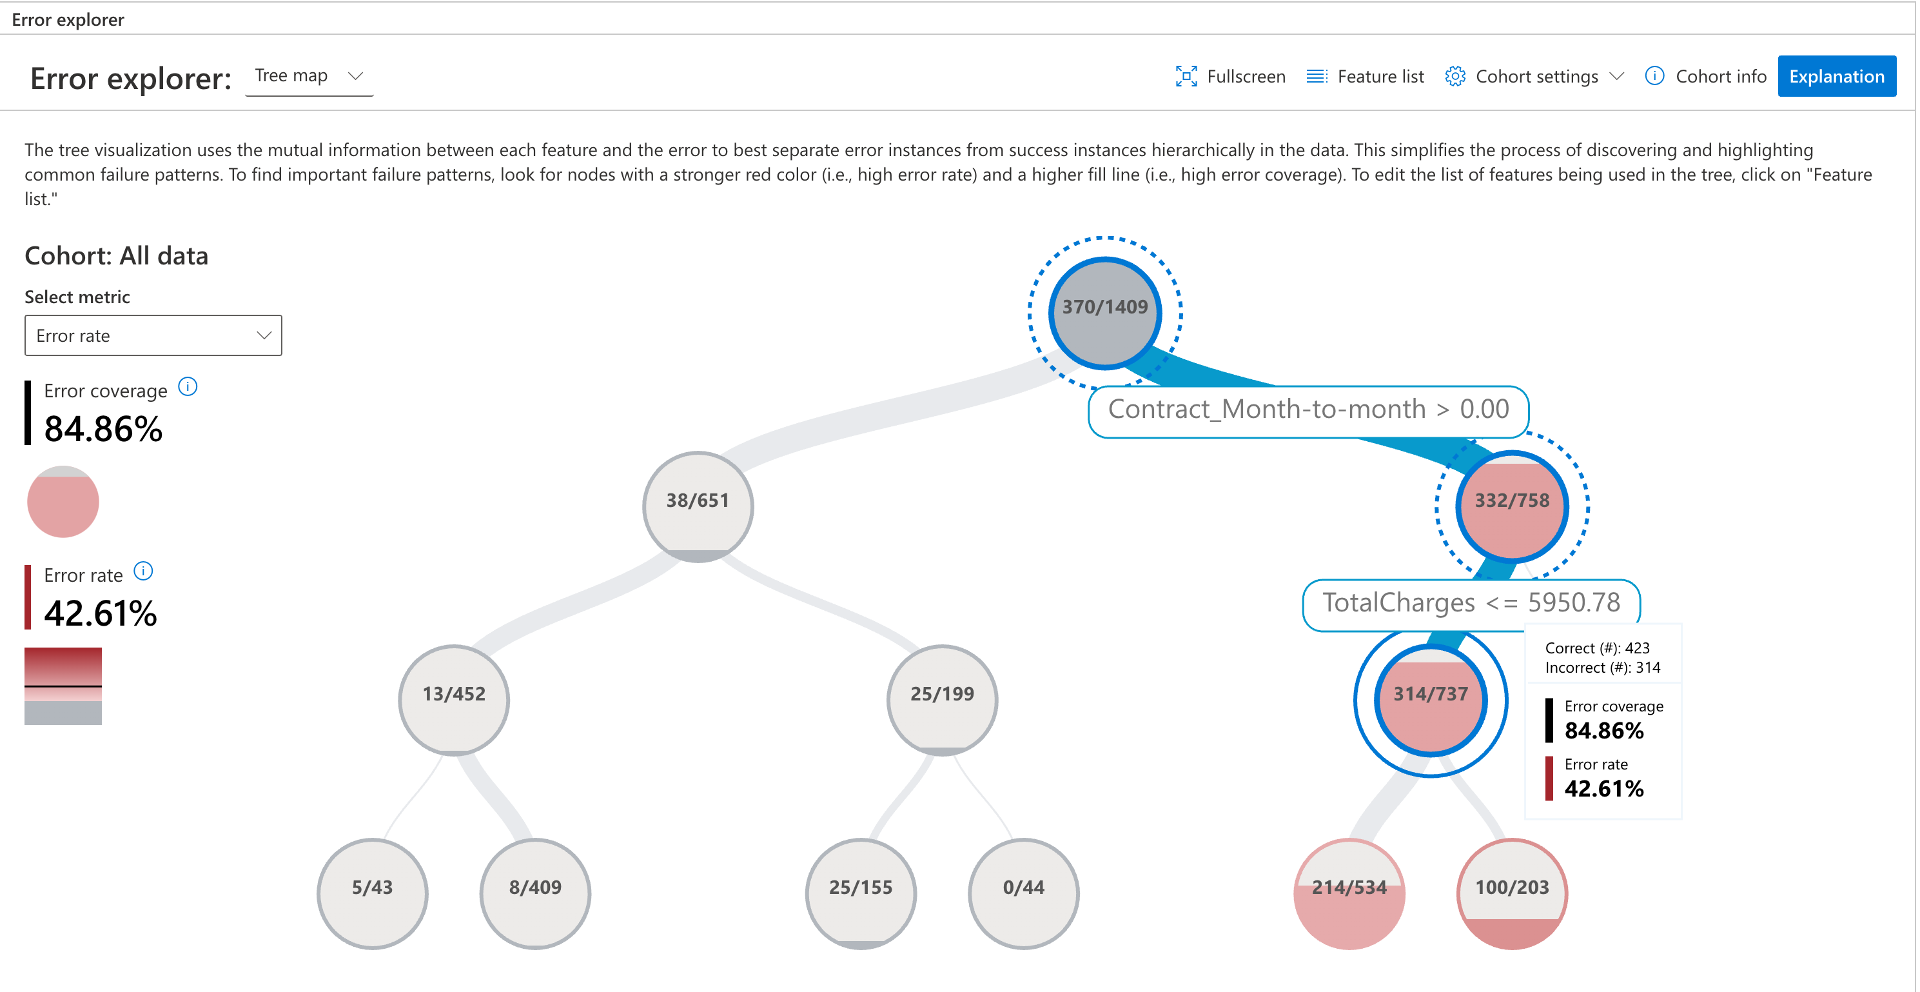 Error explorer
Error explorer:
Tree map
Fullscreen
Feature list
Cohort settings
Cohort info
Explanation
The tree visualization uses the mutual information between each feature and the error to best separate error instances from success instances hierarchically in the data. This simplifies the process of discovering and highlighting
common failure patterns. To find important failure patterns, look for nodes with a stronger red color (i.e., high error rate) and a higher fill line (i.e., high error coverage). To edit the list of features being used in the tree, click on "Feature
list."
Cohort: All data
Select metric
Error rate
Error coverage
84.86%
Error rate
42.61%
370/1409
Contract_Month-to-month > 0.00
38/651
332/758
TotalCharges <= 5950.78
13/452
25/199
314/737
Correct (#): 423
Incorrect (#): 314
Error coverage
84.86%
Error rate
42.61%
5/43
8/409
25/155
0/44
214/534
100/203